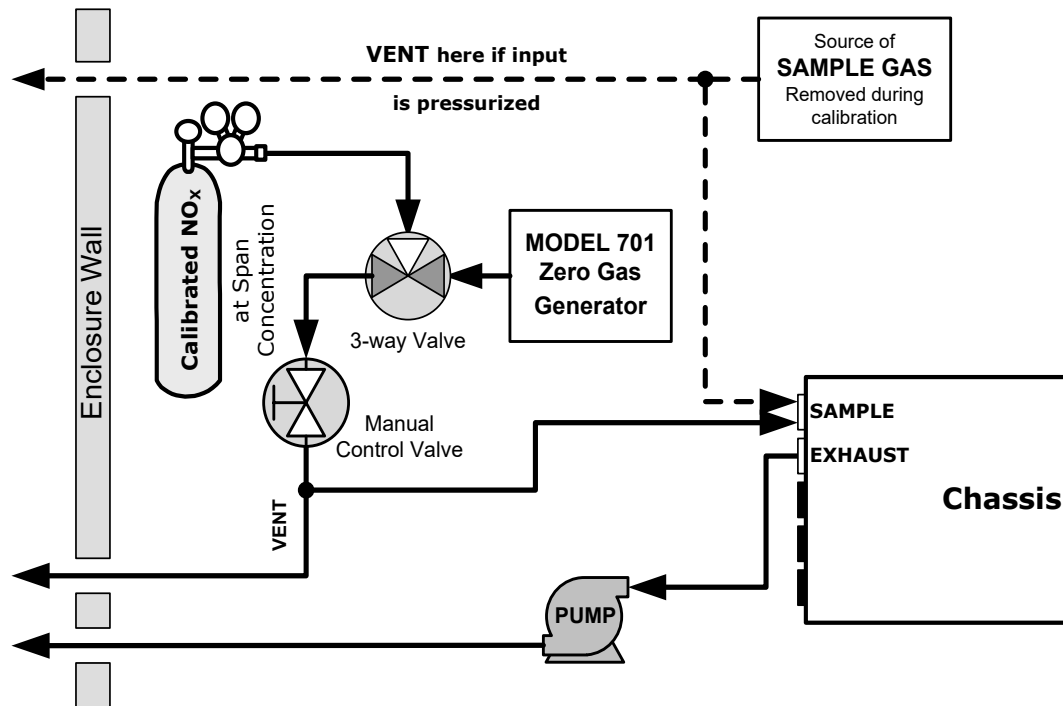 VENT here if input
is pressurized
Source of
SAMPLE GAS
Removed during
calibration
Enclosure Wall
Calibrated NOx
at Span
Concentration
MODEL 701
Zero Gas
Generator
3-way Valve
Manual
Control Valve
VENT
SAMPLE
EXHAUST
Chassis
PUMP